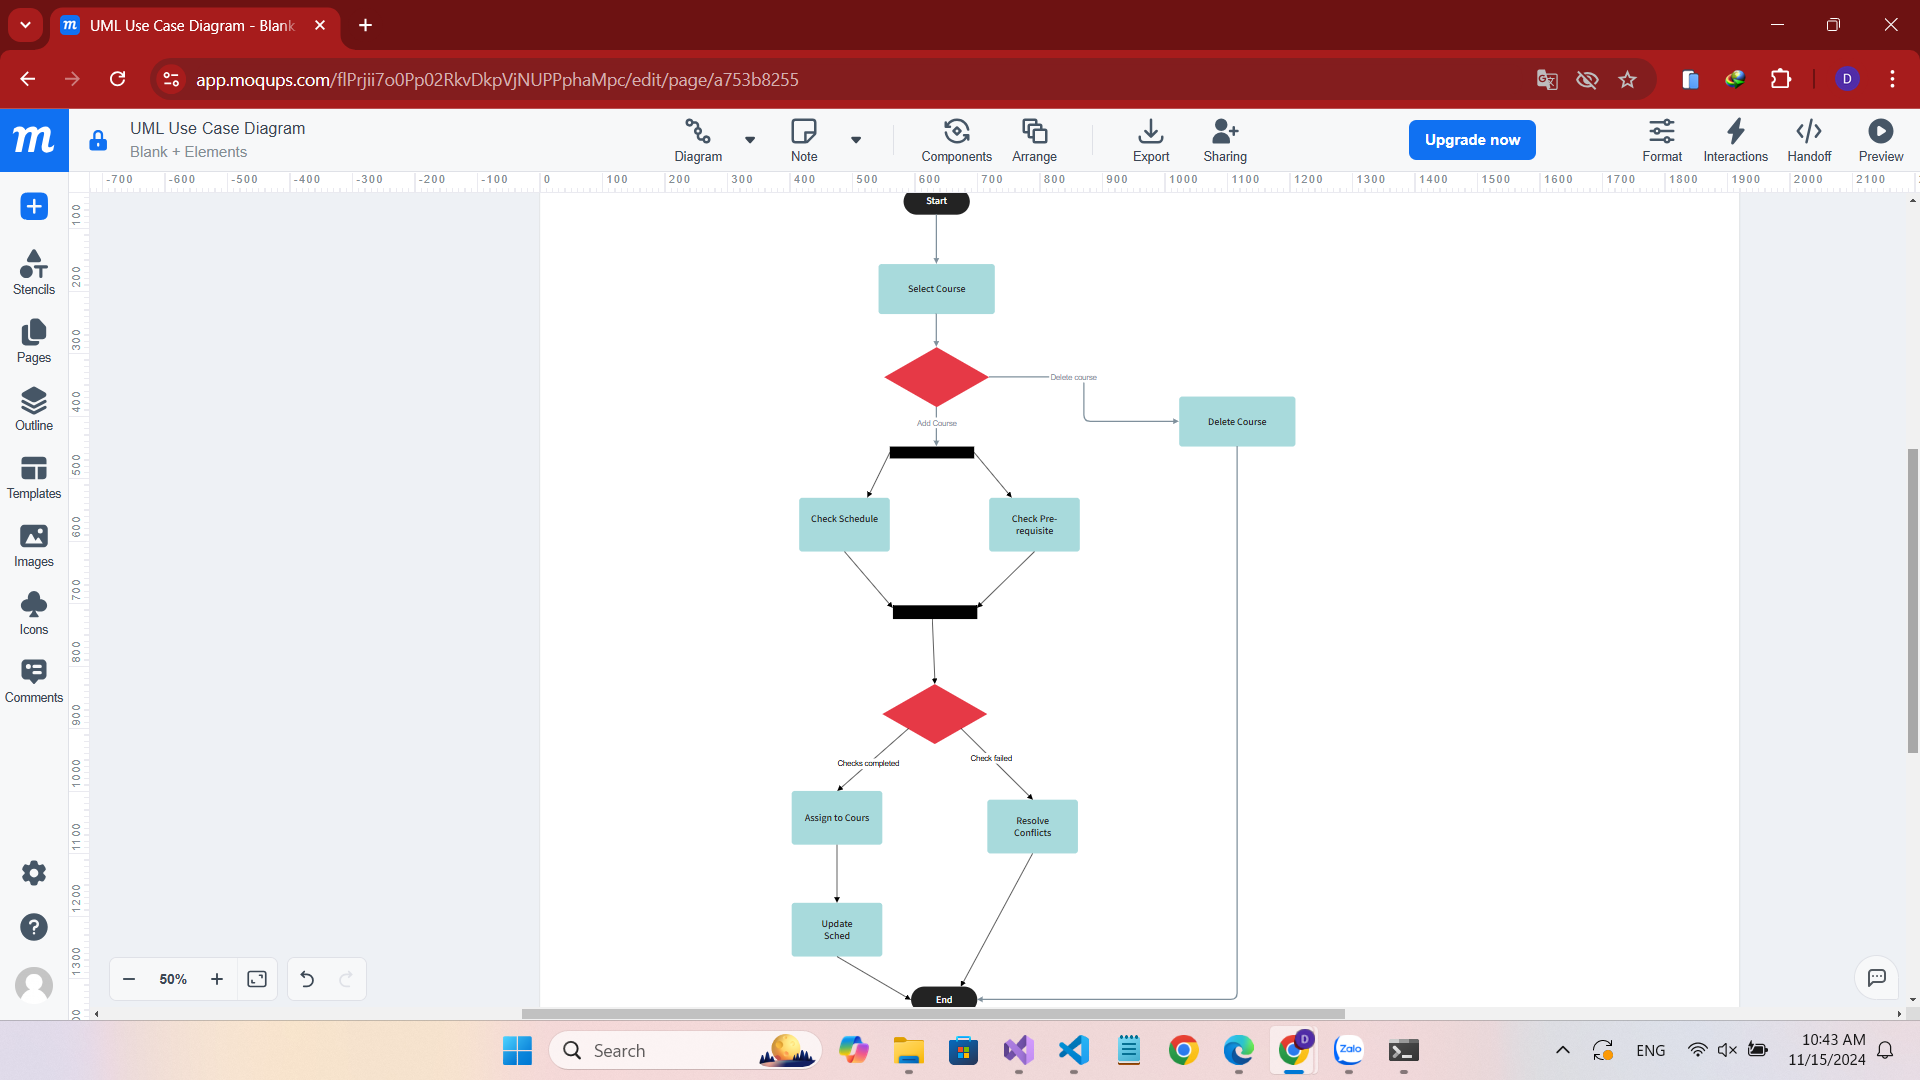 UML Use Case Diagram - Blank
app.moqups.com/flPrjii7o0Pp02RkvDkpVjNUPPphaMpc/edit/page/a753b8255
D
m
UML Use Case Diagram
Blank + Elements
Diagram
Note
Components
Arrange
Export
Sharing
Upgrade now
Format
Interactions
Handoff
Preview
-700 -600 -500 -400 -300 -200 -100 0 100 200 300 400 500 600 700 800 900 1000 1100 1200 1300 1400 1500 1600 1700 1800 1900 2000 2100
100
200
300
400
500
600
700
800
900
1000
1100
1200
1300
Stencils
Pages
Outline
Templates
Images
Icons
Comments
Start
Select Course
Delete course
Add Course
Delete Course
Check Schedule
Check Pre-
requisite
Checks completed
Check failed
Assign to Cours
Resolve
Conflicts
Update
Sched
End
50%
Search
D
Zalo
ENG
10:43 AM
11/15/2024